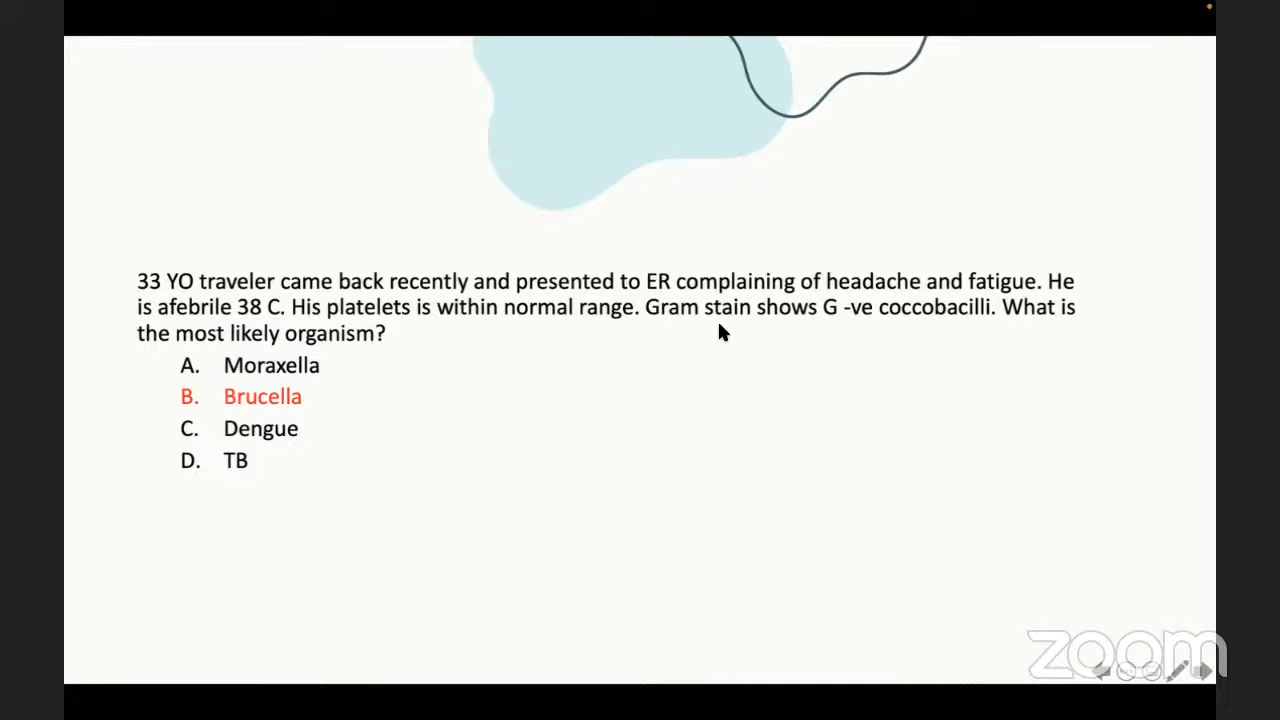 33 YO traveler came back recently and presented to ER complaining of headache and fatigue. He
is afebrile 38 C. His platelets is within normal range. Gram stain shows G -ve coccobacilli. What is
the most likely organism?
A. Moraxella
B. Brucella
C. Dengue
D. TB
zoom